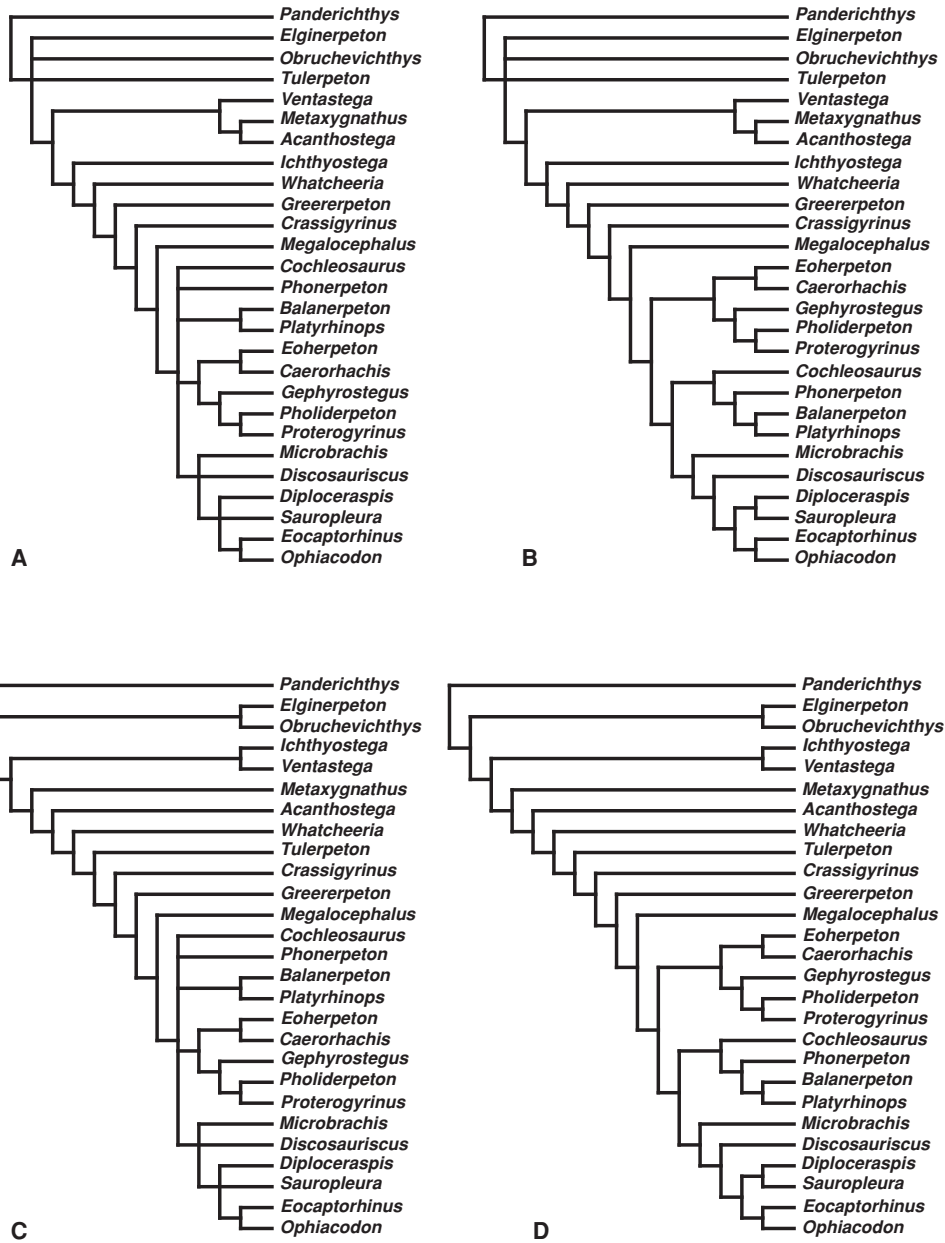 Panderichthys
Elginerpeton
Obruchevichthys
Tulerpeton
Ventastega
Metaxygnathus
Acanthostega
Ichthyostega
Whatcheeria
Greererpeton
Crassigyrinus
Megalocephalus
Cochleosaurus
Phonerpeton
Balanerpeton
Platyrhinops
Eoherpeton
Caerorhachis
Gephyrostegus
Pholiderpeton
Proterogyrinus
Microbrachis
Discosauriscus
Diploceraspis
Sauropleura
Eocaptorhinus
Ophiacodon
A
Panderichthys
Elginerpeton
Obruchevichthys
Tulerpeton
Ventastega
Metaxygnathus
Acanthostega
Ichthyostega
Whatcheeria
Greererpeton
Crassigyrinus
Megalocephalus
Eoherpeton
Caerorhachis
Gephyrostegus
Pholiderpeton
Proterogyrinus
Cochleosaurus
Phonerpeton
Balanerpeton
Platyrhinops
Microbrachis
Discosauriscus
Diploceraspis
Sauropleura
Eocaptorhinus
Ophiacodon
B
Panderichthys
Elginerpeton
Obruchevichthys
Ichthyostega
Ventastega
Metaxygnathus
Acanthostega
Whatcheeria
Tulerpeton
Crassigyrinus
Greererpeton
Megalocephalus
Cochleosaurus
Phonerpeton
Balanerpeton
Platyrhinops
Eoherpeton
Caerorhachis
Gephyrostegus
Pholiderpeton
Proterogyrinus
Microbrachis
Discosauriscus
Diploceraspis
Sauropleura
Eocaptorhinus
Ophiacodon
C
Panderichthys
Elginerpeton
Obruchevichthys
Ichthyostega
Ventastega
Metaxygnathus
Acanthostega
Whatcheeria
Tulerpeton
Crassigyrinus
Greererpeton
Megalocephalus
Eoherpeton
Caerorhachis
Gephyrostegus
Pholiderpeton
Proterogyrinus
Cochleosaurus
Phonerpeton
Balanerpeton
Platyrhinops
Microbrachis
Discosauriscus
Diploceraspis
Sauropleura
Eocaptorhinus
Ophiacodon
D